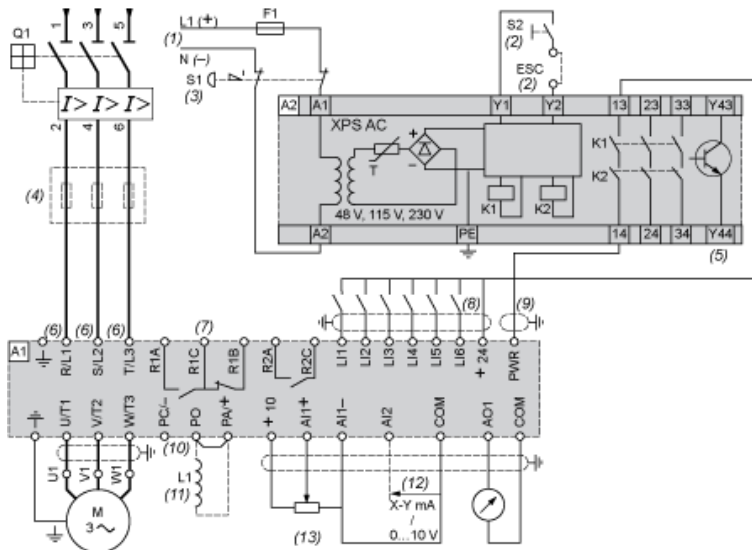 1 3 5
Q1
I> I> I>
2 4 6
(4)
L1 (+)
F1
(1)
N (–)
S1
(3)
S2
(2)
ESC
(2)
A2 A1 Y1 Y2 13 23 33 Y43
XPS AC
+
–
T
K1
K2
K1 K2
48 V, 115 V, 230 V
A2 PE 14 24 34 Y44
(5)
(6) (6) (6) (7) (8) (9)
A1
R/L1 S/L2 T/L3 R1A R1C R1B R2A R2C LI1 LI2 LI3 LI4 LI5 LI6 + 24 PWR
U/T1 V/T2 W/T3 PC/– PO PA/+ + 10 AI1+ AI1– AI2 COM AO1 COM
(10)
U1 V1 W1
L1
(11)
(12)
X-Y mA
/
0...10 V
(13)
M
3~